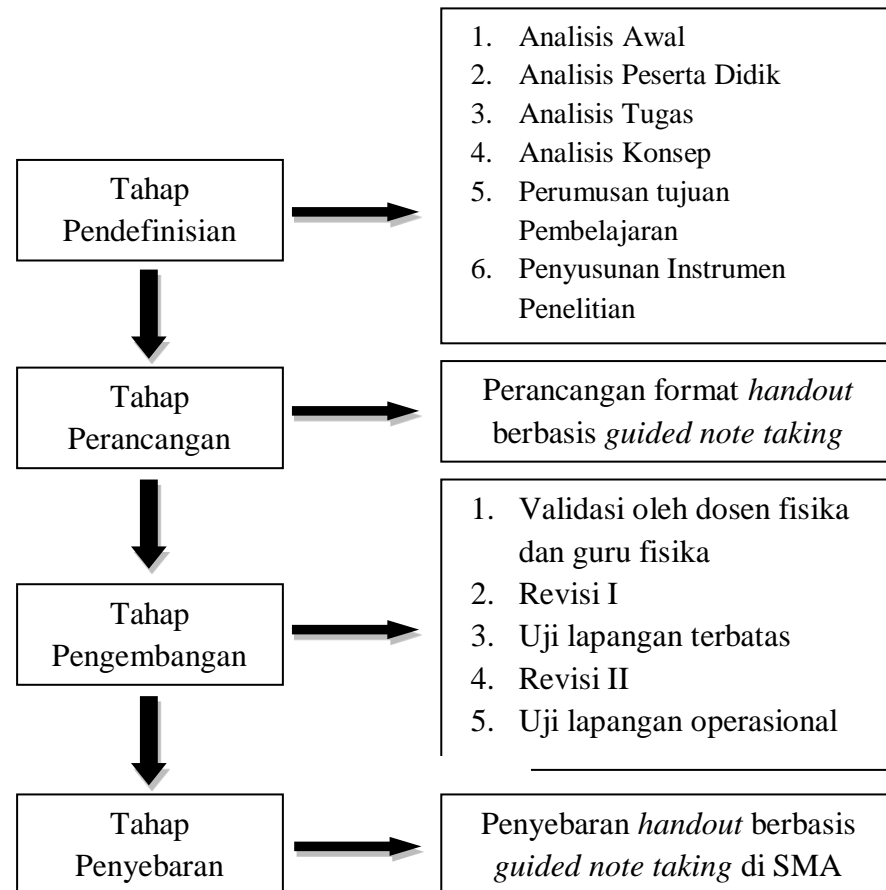 Tahap
Pendefinisian
1. Analisis Awal
2. Analisis Peserta Didik
3. Analisis Tugas
4. Analisis Konsep
5. Perumusan tujuan
Pembelajaran
6. Penyusunan Instrumen
Penelitian
Tahap
Perancangan
Perancangan format handout
berbasis guided note taking
Tahap
Pengembangan
1. Validasi oleh dosen fisika
dan guru fisika
2. Revisi I
3. Uji lapangan terbatas
4. Revisi II
5. Uji lapangan operasional
Tahap
Penyebaran
Penyebaran handout berbasis
guided note taking di SMA